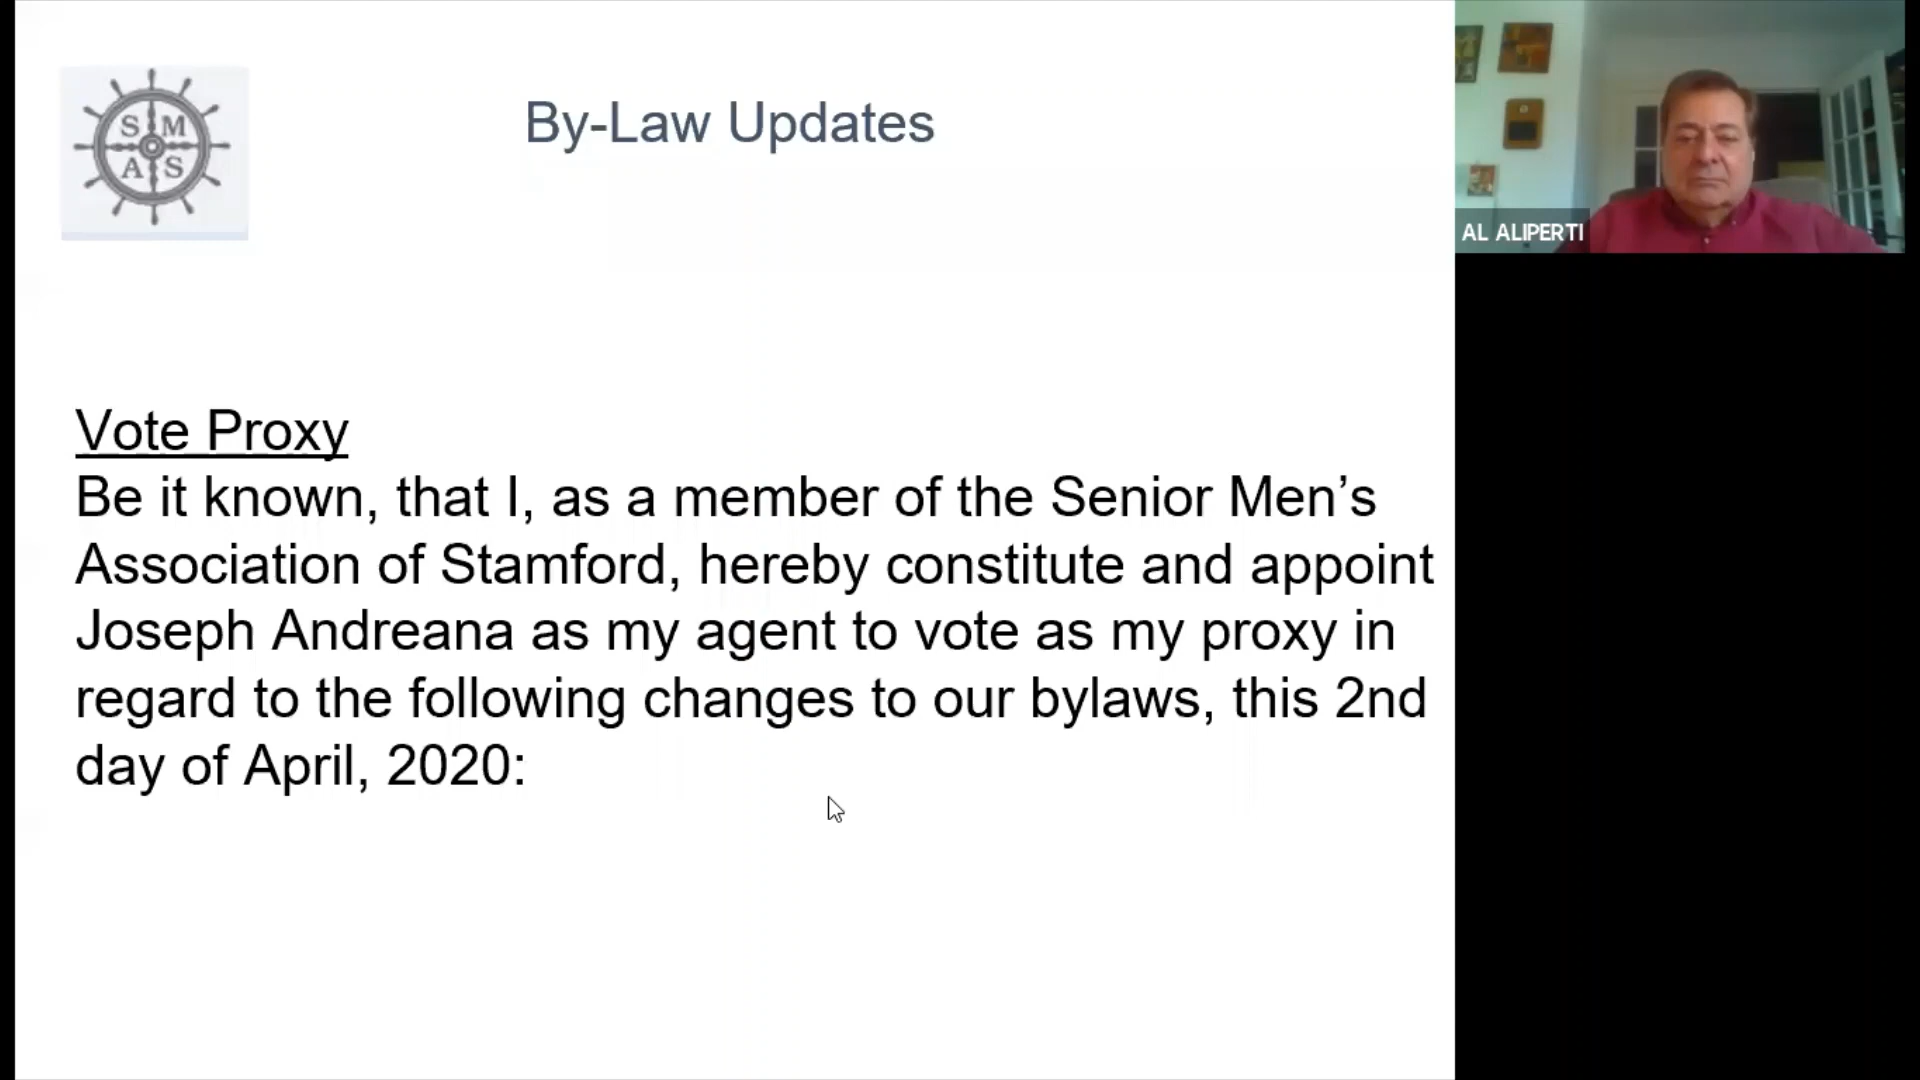 S M
A S
By-Law Updates
AL ALIPERTI
Vote Proxy
Be it known, that I, as a member of the Senior Men’s
Association of Stamford, hereby constitute and appoint
Joseph Andreana as my agent to vote as my proxy in
regard to the following changes to our bylaws, this 2nd
day of April, 2020: